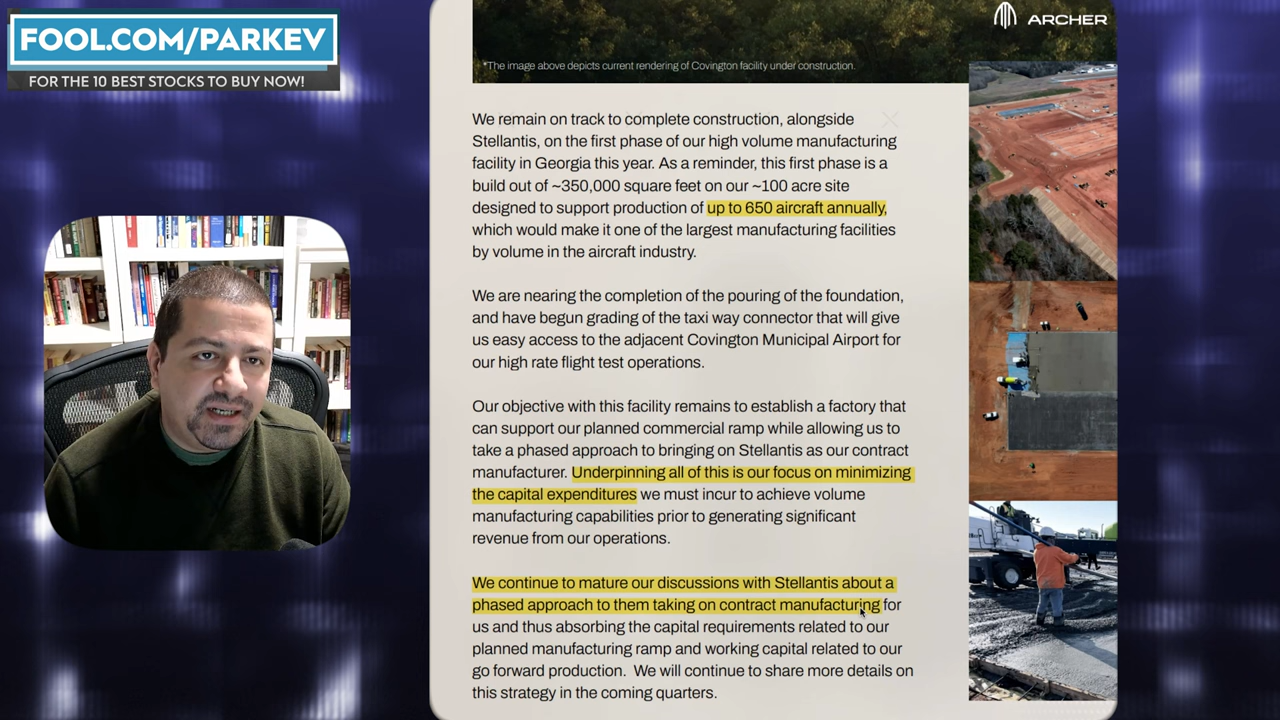 FOOL.COM/PARKEV
FOR THE 10 BEST STOCKS TO BUY NOW!
ARCHER
*The image above depicts current rendering of Covington facility under construction.
We remain on track to complete construction, alongside
Stellantis, on the first phase of our high volume manufacturing
facility in Georgia this year. As a reminder, this first phase is a
build out of ~350,000 square feet on our ~100 acre site
designed to support production of up to 650 aircraft annually,
which would make it one of the largest manufacturing facilities
by volume in the aircraft industry.
We are nearing the completion of the pouring of the foundation,
and have begun grading of the taxi way connector that will give
us easy access to the adjacent Covington Municipal Airport for
our high rate flight test operations.
Our objective with this facility remains to establish a factory that
can support our planned commercial ramp while allowing us to
take a phased approach to bringing on Stellantis as our contract
manufacturer. Underpinning all of this is our focus on minimizing
the capital expenditures we must incur to achieve volume
manufacturing capabilities prior to generating significant
revenue from our operations.
We continue to mature our discussions with Stellantis about a
phased approach to them taking on contract manufacturing for
us and thus absorbing the capital requirements related to our
planned manufacturing ramp and working capital related to our
go forward production. We will continue to share more details on
this strategy in the coming quarters.